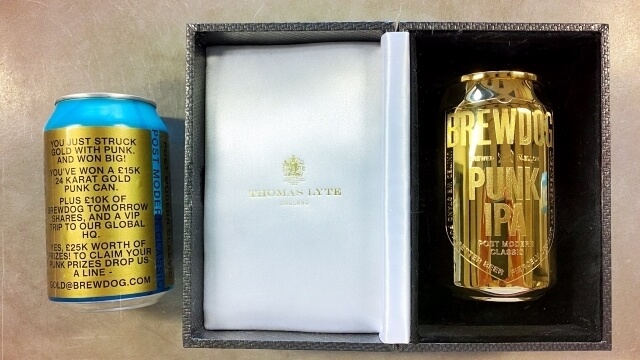 YOU JUST STRUCK
GOLD WITH PUNK.
AND WON BIG!
YOU'VE WON A £15K
24 KARAT GOLD
PUNK CAN.
PLUS £10K OF
BREWDOG TOMORROW
SHARES, AND A VIP
TRIP TO OUR GLOBAL
HQ.
YES, £25K WORTH OF
PRIZES! TO CLAIM YOUR
PUNK PRIZES DROP US
A LINE -
GOLD@BREWDOG.COM
POST MODER
THOMAS LYTE
ENGLAND
BREWDOG
PUNK
IPA
POST MODERN
CLASSIC